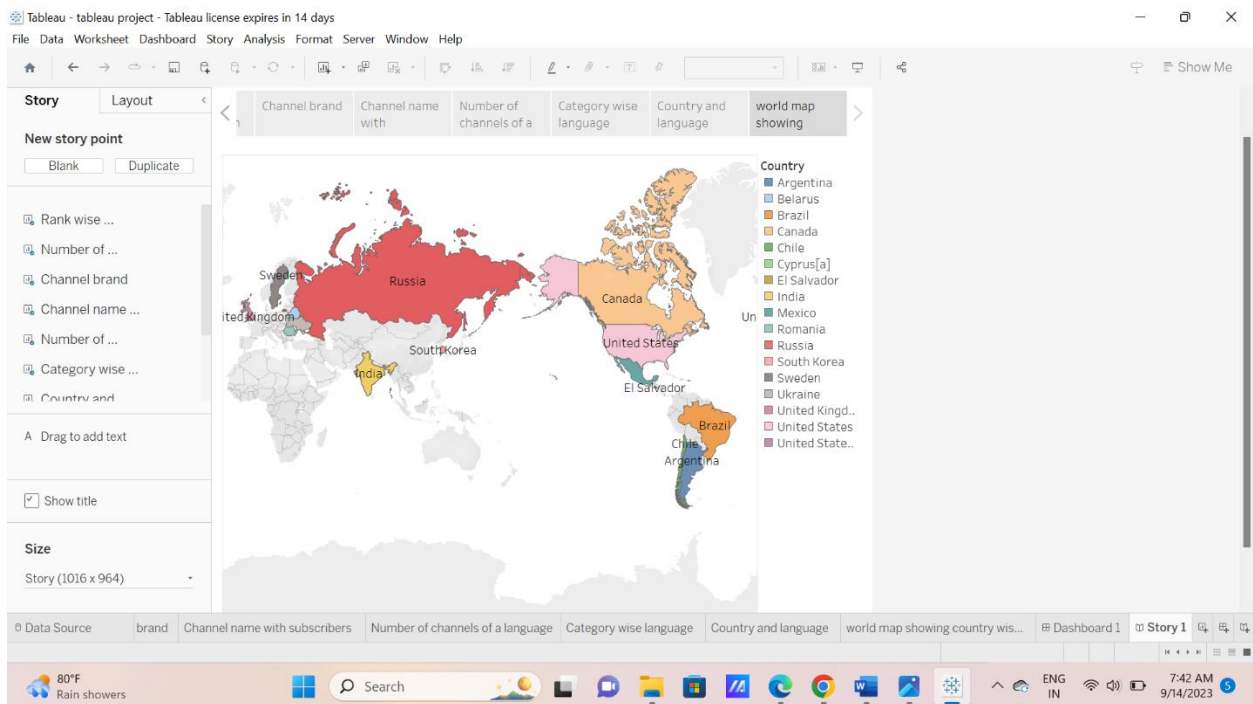 Tableau - tableau project - Tableau license expires in 14 days
File Data Worksheet Dashboard Story Analysis Format Server Window Help
Show Me
Story Layout
New story point
Blank Duplicate
Rank wise ...
Number of ...
Channel brand
Channel name ...
Number of ...
Category wise ...
Country and
A Drag to add text
Show title
Size
Story (1016 x 964)
Channel brand
Channel name with
Number of channels of a
Category wise language
Country and language
world map showing
Sweden
Russia
ited Kingdom
South Korea
India
Canada
Un
United States
El Salvador
Brazil
Chile
Argentina
Country
Argentina
Belarus
Brazil
Canada
Chile
Cyprus[a]
El Salvador
India
Mexico
Romania
Russia
South Korea
Sweden
Ukraine
United Kingd..
United States
United State..
Data Source brand Channel name with subscribers Number of channels of a language Category wise language Country and language world map showing country wis... Dashboard 1 Story 1
80°F
Rain showers
Search
ENG
IN
7:42 AM
9/14/2023
5